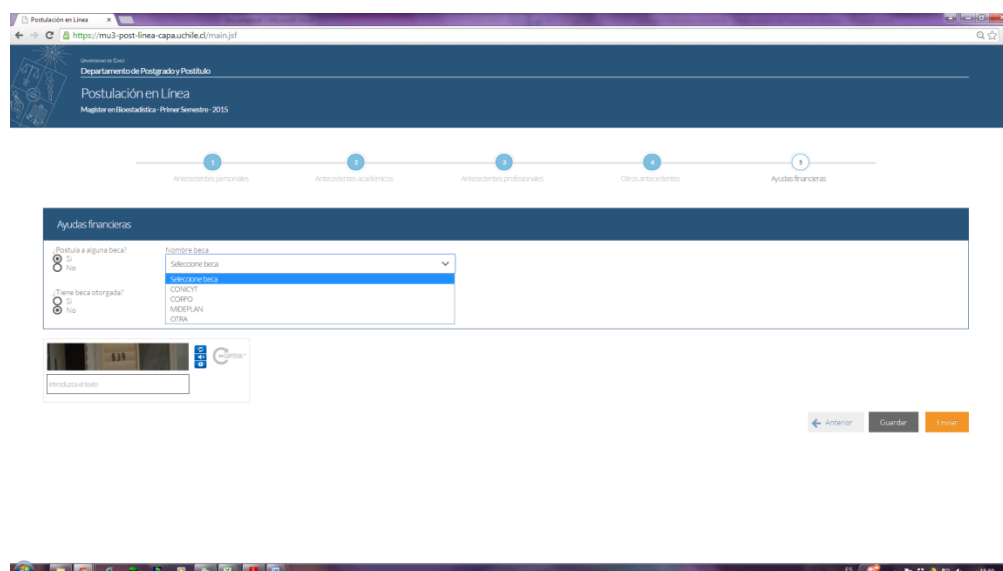 Postulación en Línea
https://mu3-post-linea-capa.uchile.cl/main.jsf
UNIVERSIDAD DE CHILE
Departamento de Postgrado y Postítulo
Postulación en Línea
Magíster en Bioestadística - Primer Semestre - 2015
1 2 3 4 5
Antecedentes personales Antecedentes académicos Antecedentes profesionales Otros antecedentes Ayudas financieras
Ayudas financieras
¿Postula a alguna beca? Nombre beca
Si
No
Seleccione beca
Seleccione beca
CONICYT
CORFO
MIDEPLAN
OTRA
¿Tiene beca otorgada?
Si
No
Introduzca el texto
Anterior Guardar Enviar
ES